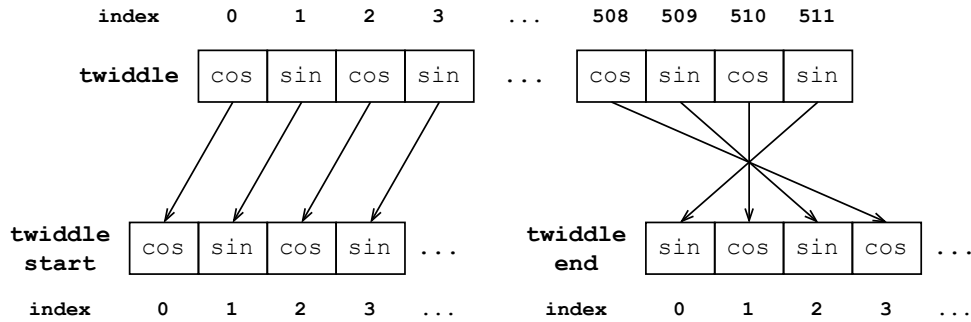 index 0 1 2 3 ... 508 509 510 511
twiddle cos sin cos sin ... cos sin cos sin
twiddle start cos sin cos sin ... twiddle end sin cos sin cos ...
index 0 1 2 3 ... index 0 1 2 3 ...